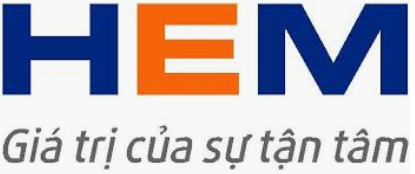 HEM
Giá trị của sự tận tâm